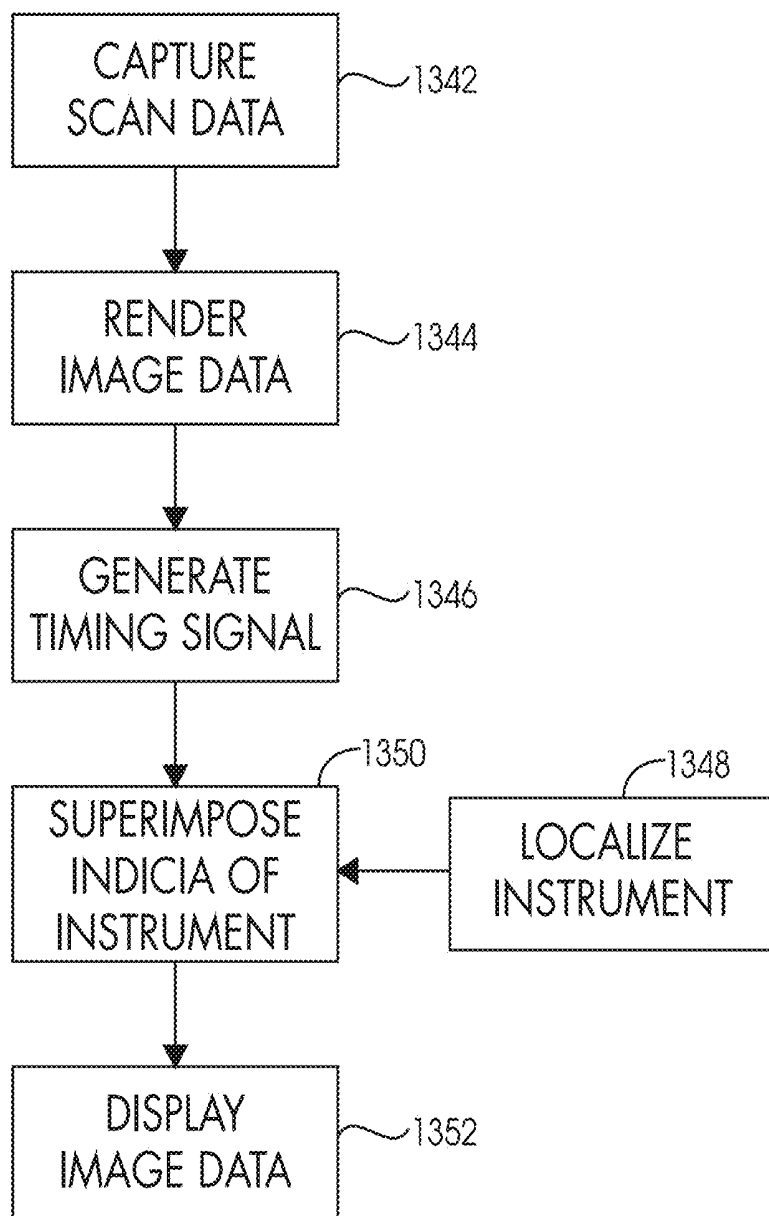 CAPTURE
SCAN DATA
1342
RENDER
IMAGE DATA
1344
GENERATE
TIMING SIGNAL
1346
1350
SUPERIMPOSE
INDICIA OF
INSTRUMENT
1348
LOCALIZE
INSTRUMENT
DISPLAY
IMAGE DATA
1352